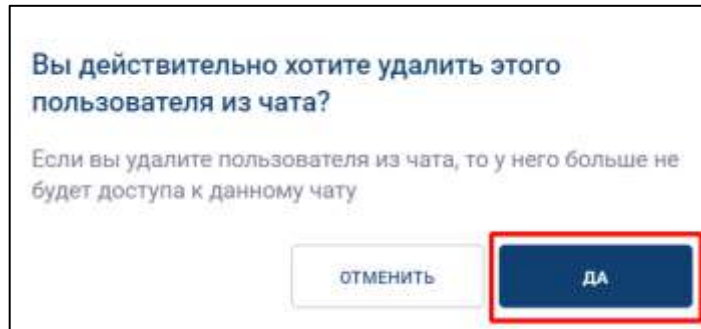 Вы действительно хотите удалить этого
пользователя из чата?
Если вы удалите пользователя из чата, то у него больше не
будет доступа к данному чату
ОТМЕНИТЬ
ДА